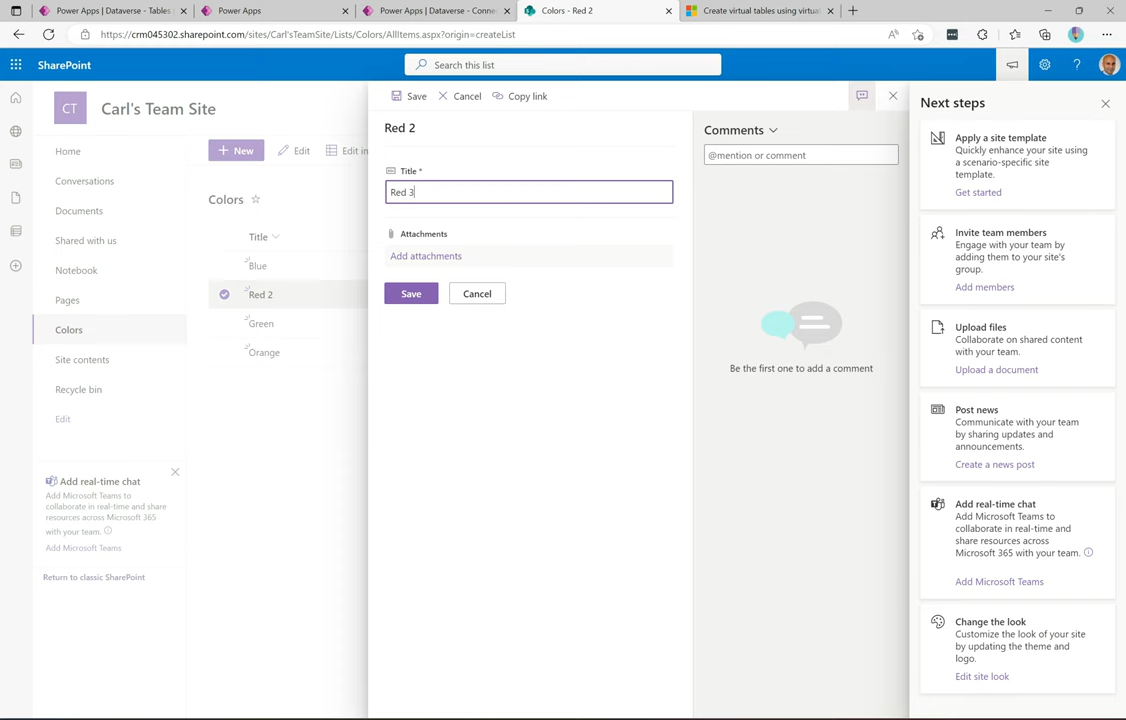 Power Apps | Dataverse - Tables
Power Apps
Power Apps | Dataverse - Conne
Colors - Red 2
Create virtual tables using virtua
https://crm045302.sharepoint.com/sites/Carl'sTeamSite/Lists/Colors/AllItems.aspx?origin=createList
SharePoint
Search this list
CT
Carl's Team Site
Home
Conversations
Documents
Shared with us
Notebook
Pages
Colors
Site contents
Recycle bin
Edit
Add real-time chat
Add Microsoft Teams to
collaborate in real-time and share
resources across Microsoft 365
with your team.
Add Microsoft Teams
Return to classic SharePoint
New
Edit
Edit in
Colors
Title
Blue
Red 2
Green
Orange
Save
Cancel
Copy link
Red 2
Title *
Red 3
Attachments
Add attachments
Save
Cancel
Comments
@mention or comment
Be the first one to add a comment
Next steps
Apply a site template
Quickly enhance your site using
a scenario-specific site
template.
Get started
Invite team members
Engage with your team by
adding them to your site's
group.
Add members
Upload files
Collaborate on shared content
with your team.
Upload a document
Post news
Communicate with your team
by sharing updates and
announcements.
Create a news post
Add real-time chat
Add Microsoft Teams to
collaborate in real-time and
share resources across
Microsoft 365 with your team.
Add Microsoft Teams
Change the look
Customize the look of your site
by updating the theme and
logo.
Edit site look